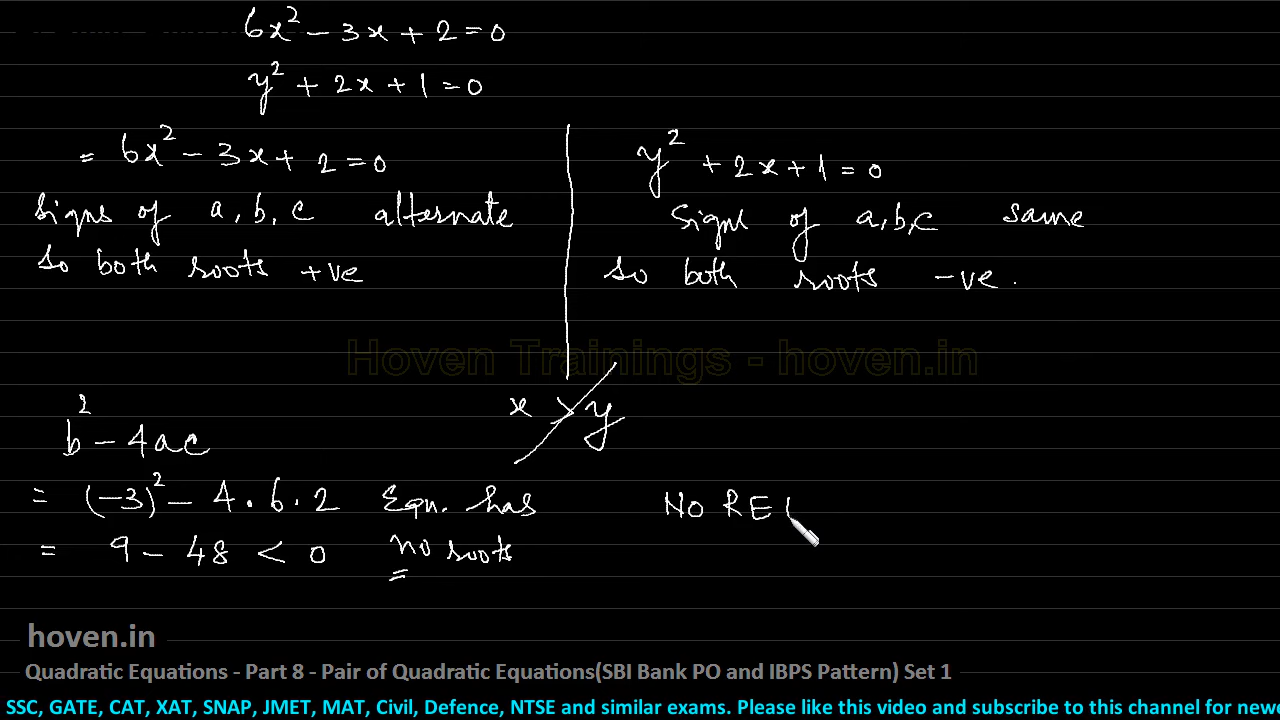 6x² − 3x + 2 = 0
y² + 2x + 1 = 0
= 6x² − 3x + 2 = 0
Signs of a, b, c alternate
So both roots +ve
y² + 2x + 1 = 0
Signs of a, b, c same
So both roots −ve.
Hoven Trainings - hoven.in
x > y
b² − 4ac
= (−3)² − 4 . 6 . 2 Eqn. has
= 9 − 48 < 0 no roots
NO REL
hoven.in
Quadratic Equations - Part 8 - Pair of Quadratic Equations(SBI Bank PO and IBPS Pattern) Set 1
SSC, GATE, CAT, XAT, SNAP, JMET, MAT, Civil, Defence, NTSE and similar exams. Please like this video and subscribe to this channel for newe